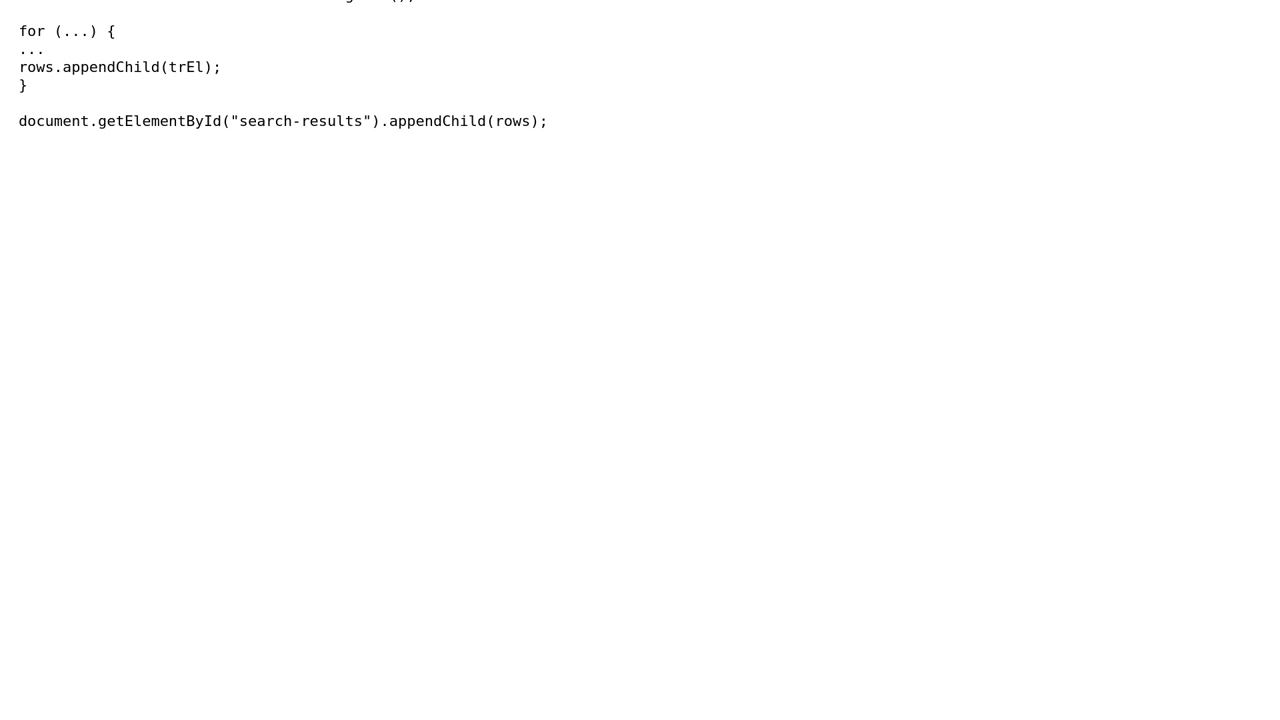 for (...) {
...
rows.appendChild(trEl);
}
document.getElementById("search-results").appendChild(rows);